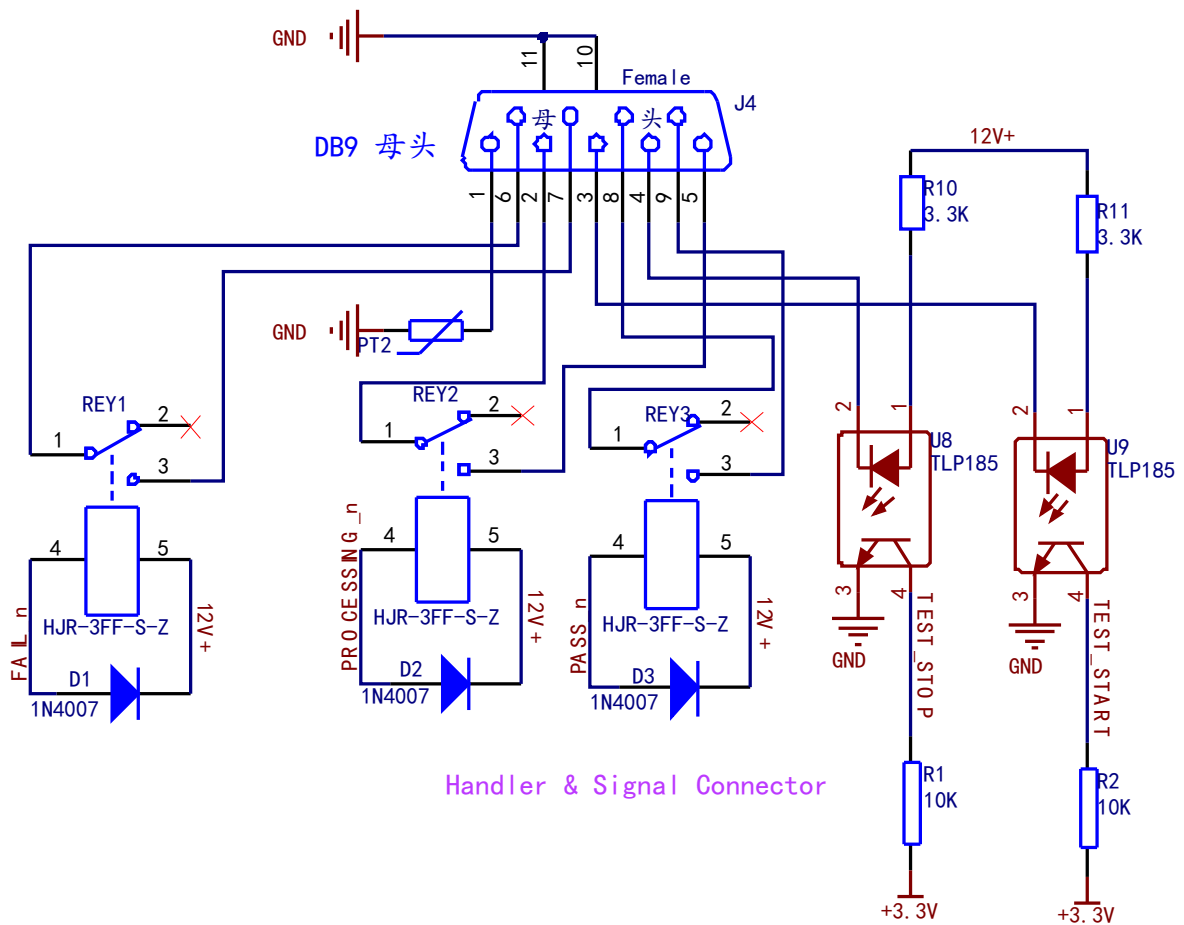 GND
11
10
Female
J4
母
头
DB9 母头
1
6
2
7
3
8
4
9
5
12V+
R10
3.3K
R11
3.3K
GND
PT2
REY1
1
2
3
REY2
1
2
3
REY3
1
2
3
2
1
U8
TLP185
2
1
U9
TLP185
4
5
HJR-3FF-S-Z
FAIL_n
12V+
D1
1N4007
4
5
HJR-3FF-S-Z
PROCESSING_n
12V+
D2
1N4007
4
5
HJR-3FF-S-Z
PASS_n
12V+
D3
1N4007
3
4
GND
TEST_STOP
3
4
GND
TEST_START
Handler & Signal Connector
R1
10K
R2
10K
+3.3V
+3.3V